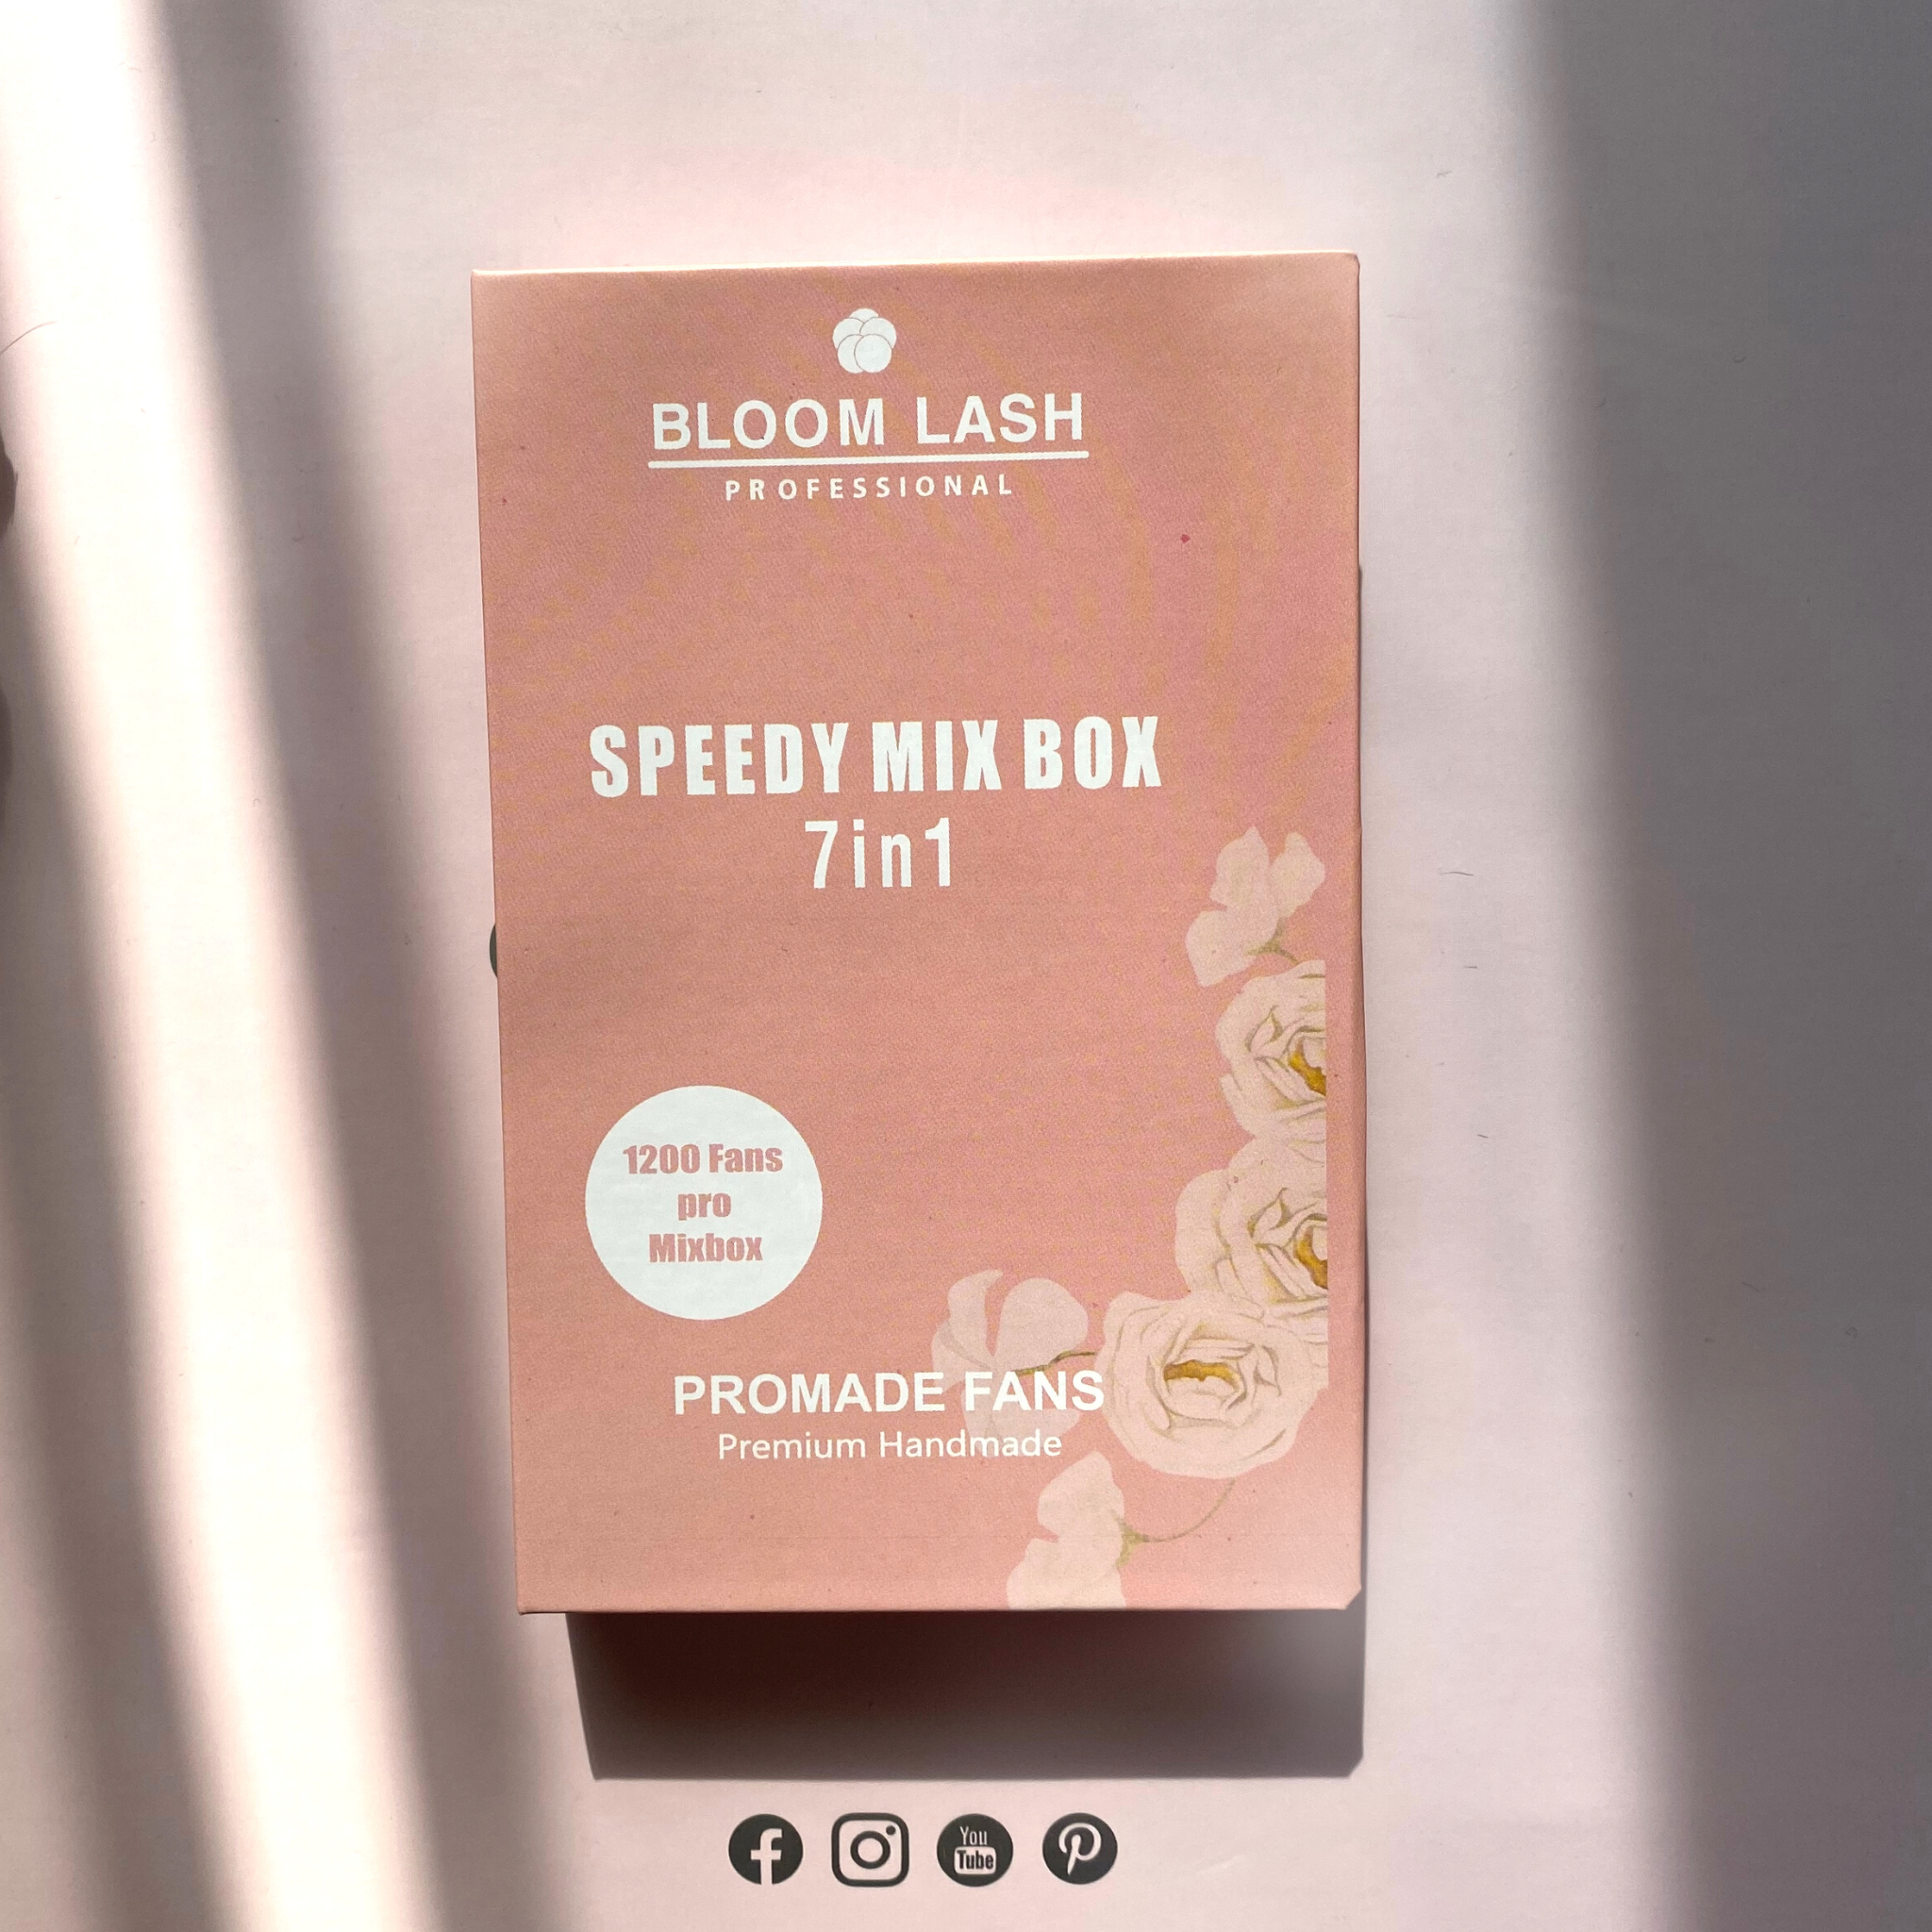 BLOOM LASH
PROFESSIONAL
SPEEDY MIX BOX
7in1
1200 Fans
pro
Mixbox
PROMADE FANS
Premium Handmade
You
Tube